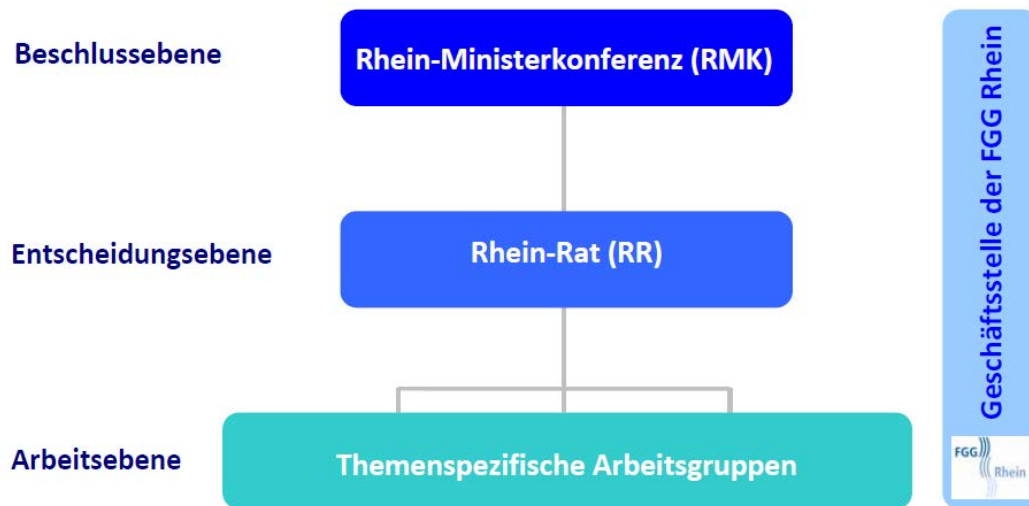 Beschlussebene
Rhein-Ministerkonferenz (RMK)
Entscheidungsebene
Rhein-Rat (RR)
Arbeitsebene
Themenspezifische Arbeitsgruppen
Geschäftsstelle der FGG Rhein
FGG
Rhein